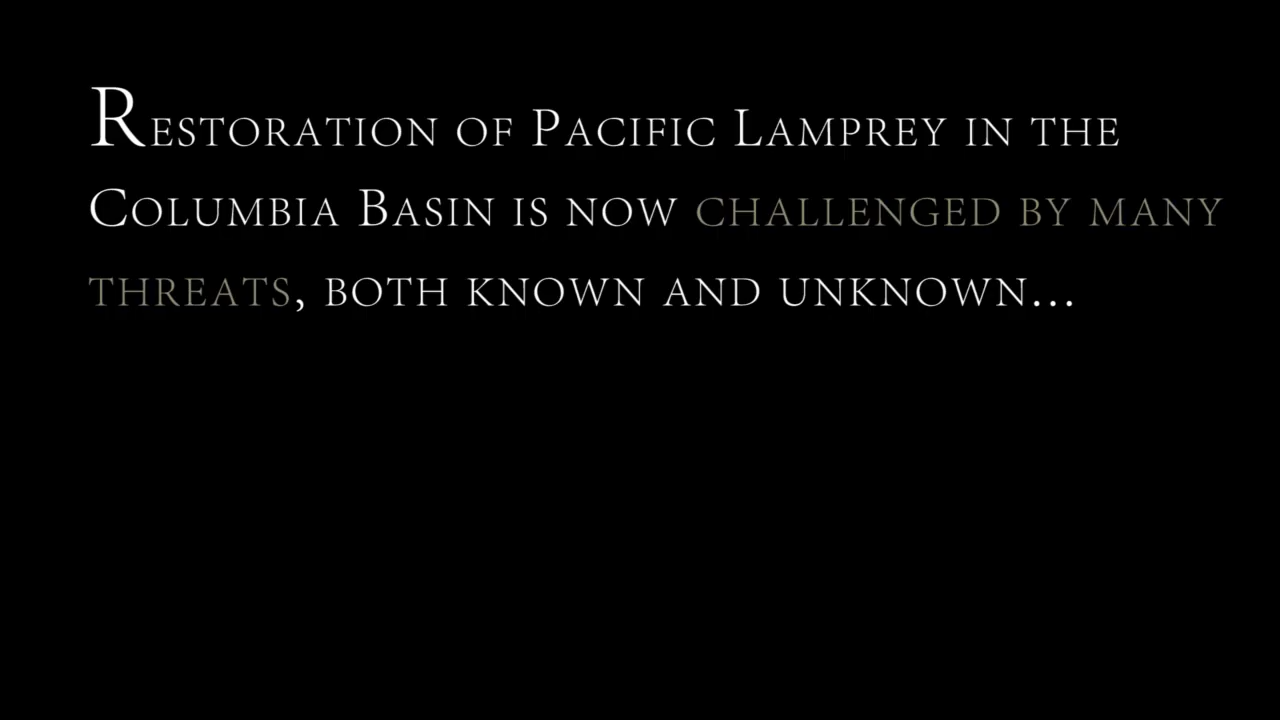 Restoration of Pacific Lamprey in the
Columbia Basin is now challenged by many
threats, both known and unknown...